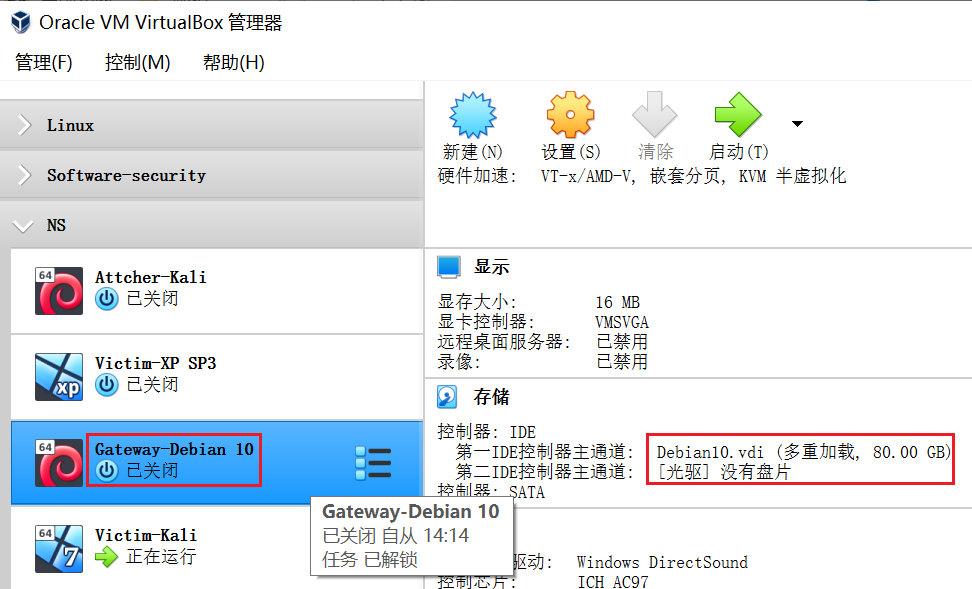 Oracle VM VirtualBox 管理器
管理(F) 控制(M) 帮助(H)
Linux
Software-security
NS
64
Attcher-Kali
已关闭
xp
Victim-XP SP3
已关闭
64
Gateway-Debian 10
已关闭
64
7
Victim-Kali
正在运行
Gateway-Debian 10
已关闭 自从 14:14
任务 已解锁
新建(N) 设置(S) 清除 启动(T)
硬件加速: VT-x/AMD-V, 嵌套分页, KVM 半虚拟化
显示
显存大小: 16 MB
显卡控制器: VMSVGA
远程桌面服务器: 已禁用
录像: 已禁用
存储
控制器: IDE
第一IDE控制器主通道: Debian10.vdi (多重加载, 80.00 GB)
第二IDE控制器主通道: [光驱] 没有盘片
控制器: SATA
驱动: Windows DirectSound
控制芯片: ICH AC97